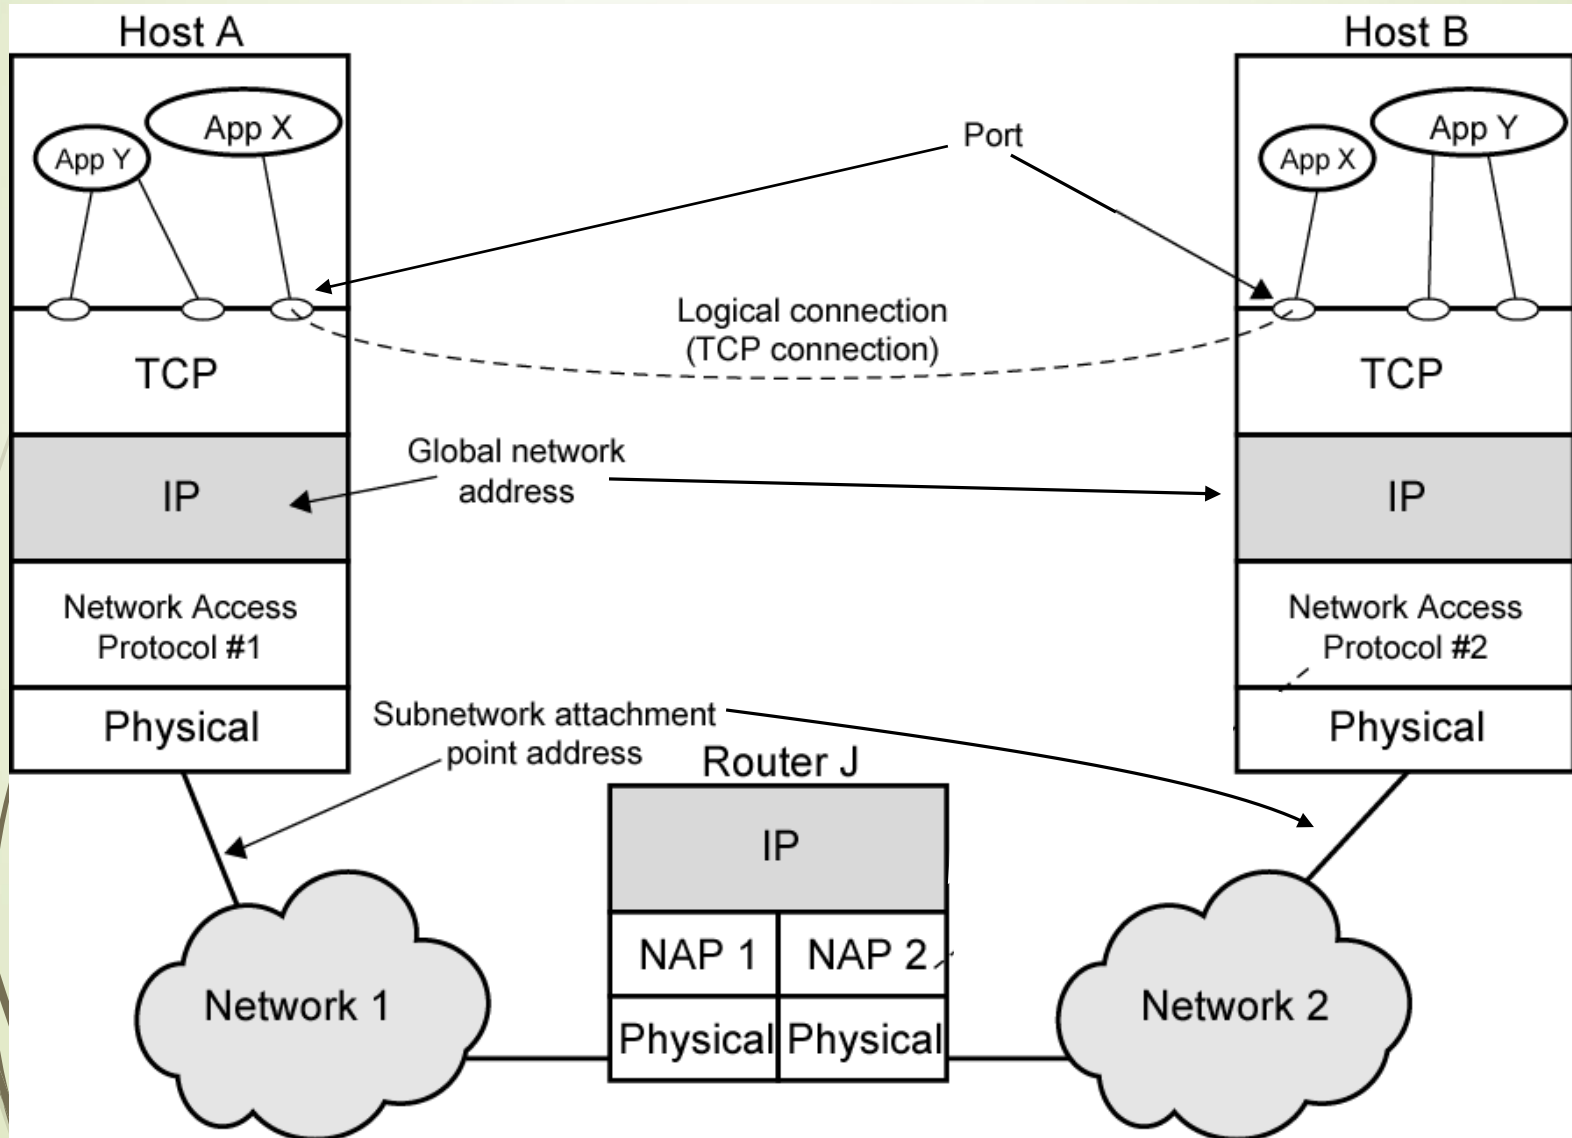 Host A
Host B
App X
App Y
Port
App Y
App X
Logical connection
(TCP connection)
TCP
TCP
Global network
address
IP
IP
Network Access
Protocol #1
Network Access
Protocol #2
Subnetwork attachment
point address
Physical
Physical
Router J
IP
NAP 1
NAP 2
Network 1
Network 2
Physical
Physical